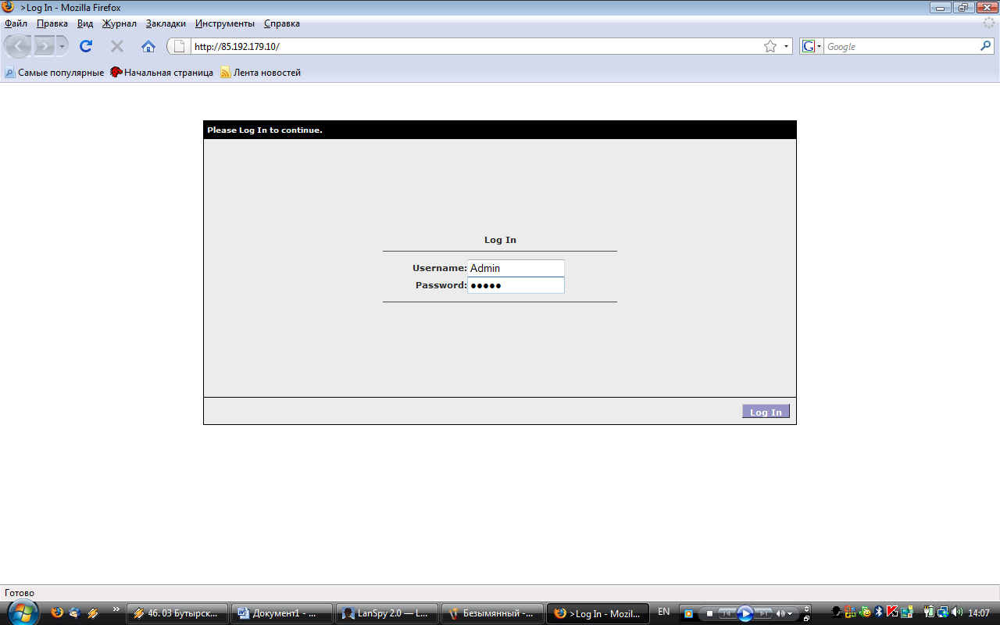 >Log In - Mozilla Firefox
Файл Правка Вид Журнал Закладки Инструменты Справка
http://85.192.179.10/
G Google
Самые популярные Начальная страница Лента новостей
Please Log In to continue.
Log In
Username: Admin
Password: ●●●●●
Log In
Готово
46. 03 Бутырск... Документ1 - ... LanSpy 2.0 — L... Безымянный -... >Log In - Mozil... EN 14:07